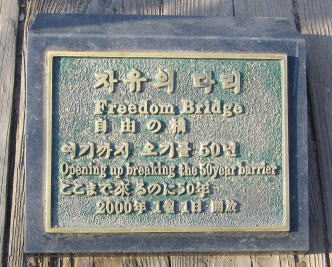 자유의 다리
Freedom Bridge
自由の橋
여기까지 오기를 50년
Opening up breaking the 50year barrier
ここまで來るのに50年
2000年 1月 1日 開放